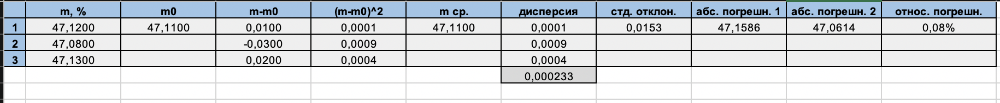 m, % m0 m-m0 (m-m0)^2 m ср. дисперсия стд. отклон. абс. погрешн. 1 абс. погрешн. 2 относ. погрешн.
1 47,1200 47,1100 0,0100 0,0001 47,1100 0,0001 0,0153 47,1586 47,0614 0,08%
2 47,0800 -0,0300 0,0009 0,0009
3 47,1300 0,0200 0,0004 0,0004
0,000233